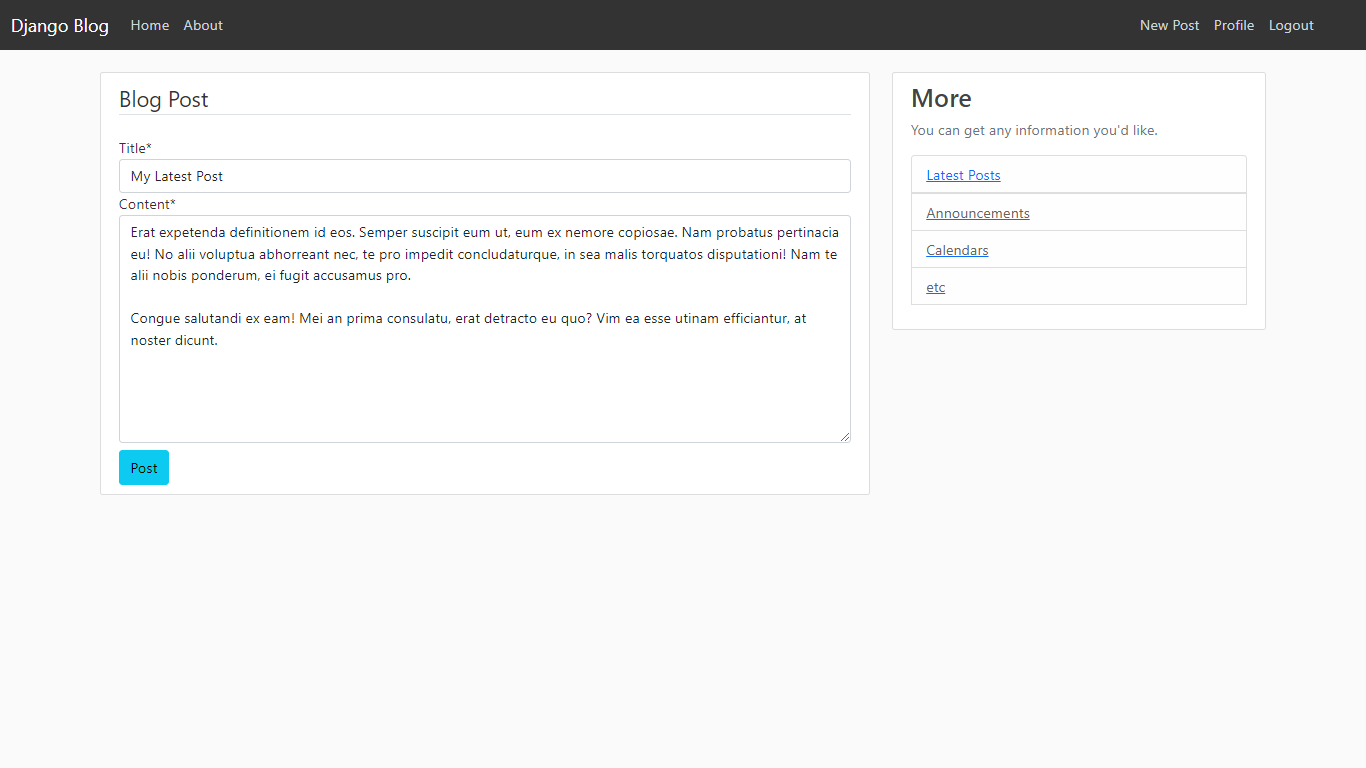 Django Blog Home About New Post Profile Logout
Blog Post
Title*
My Latest Post
Content*
Erat expetenda definitionem id eos. Semper suscipit eum ut, eum ex nemore copiosae. Nam probatus pertinacia
eu! No alii voluptua abhorreant nec, te pro impedit concludaturque, in sea malis torquatos disputationi! Nam te
alii nobis ponderum, ei fugit accusamus pro.
Congue salutandi ex eam! Mei an prima consulatu, erat detracto eu quo? Vim ea esse utinam efficiantur, at
noster dicunt.
Post
More
You can get any information you'd like.
Latest Posts
Announcements
Calendars
etc